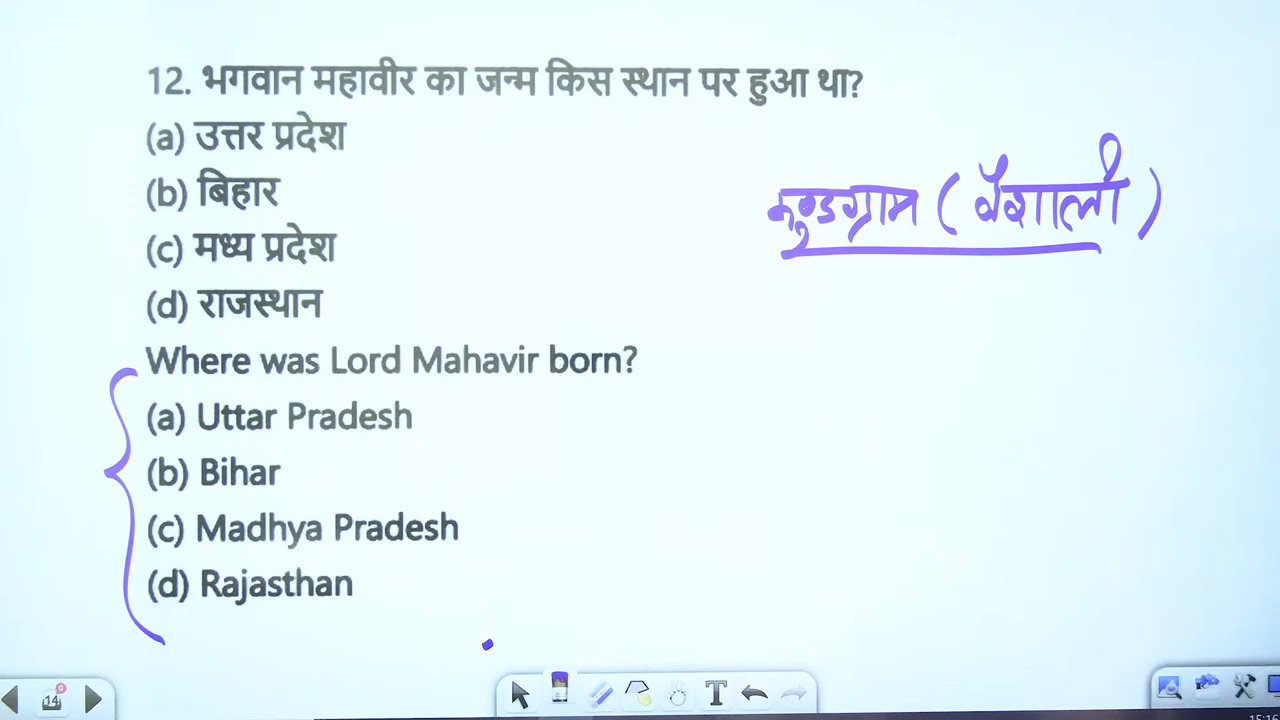 12. भगवान महावीर का जन्म किस स्थान पर हुआ था?
(a) उत्तर प्रदेश
(b) बिहार
(c) मध्य प्रदेश
(d) राजस्थान
कुण्डग्राम (वैशाली)
Where was Lord Mahavir born?
(a) Uttar Pradesh
(b) Bihar
(c) Madhya Pradesh
(d) Rajasthan
14
0
T